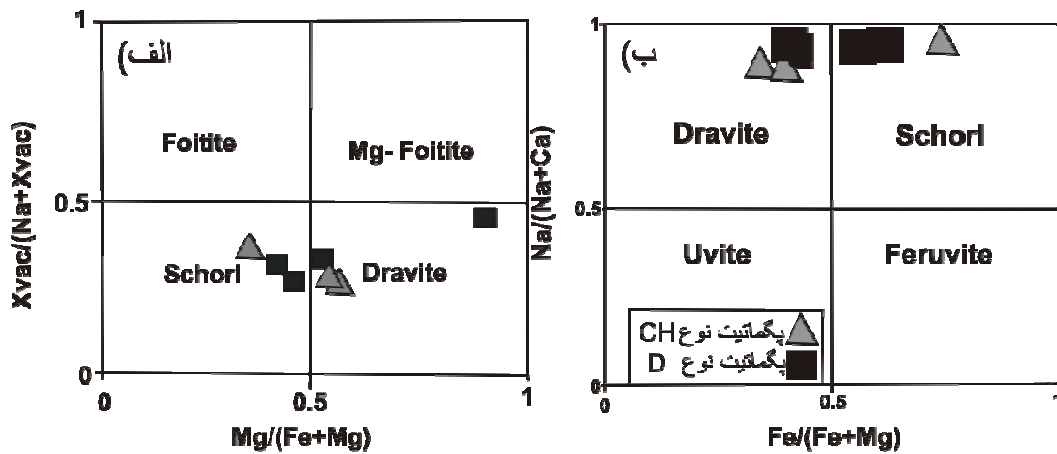 الف)
1
Xvac/(Na+Xvac)
Foitite
Mg- Foitite
0.5
Schorl
Dravite
0
0
0.5
1
Mg/(Fe+Mg)
ب)
1
Na/(Na+Ca)
Dravite
Schorl
0.5
Uvite
Feruvite
پگماتیت نوع CH
پگماتیت نوع D
0
0
0.5
1
Fe/(Fe+Mg)